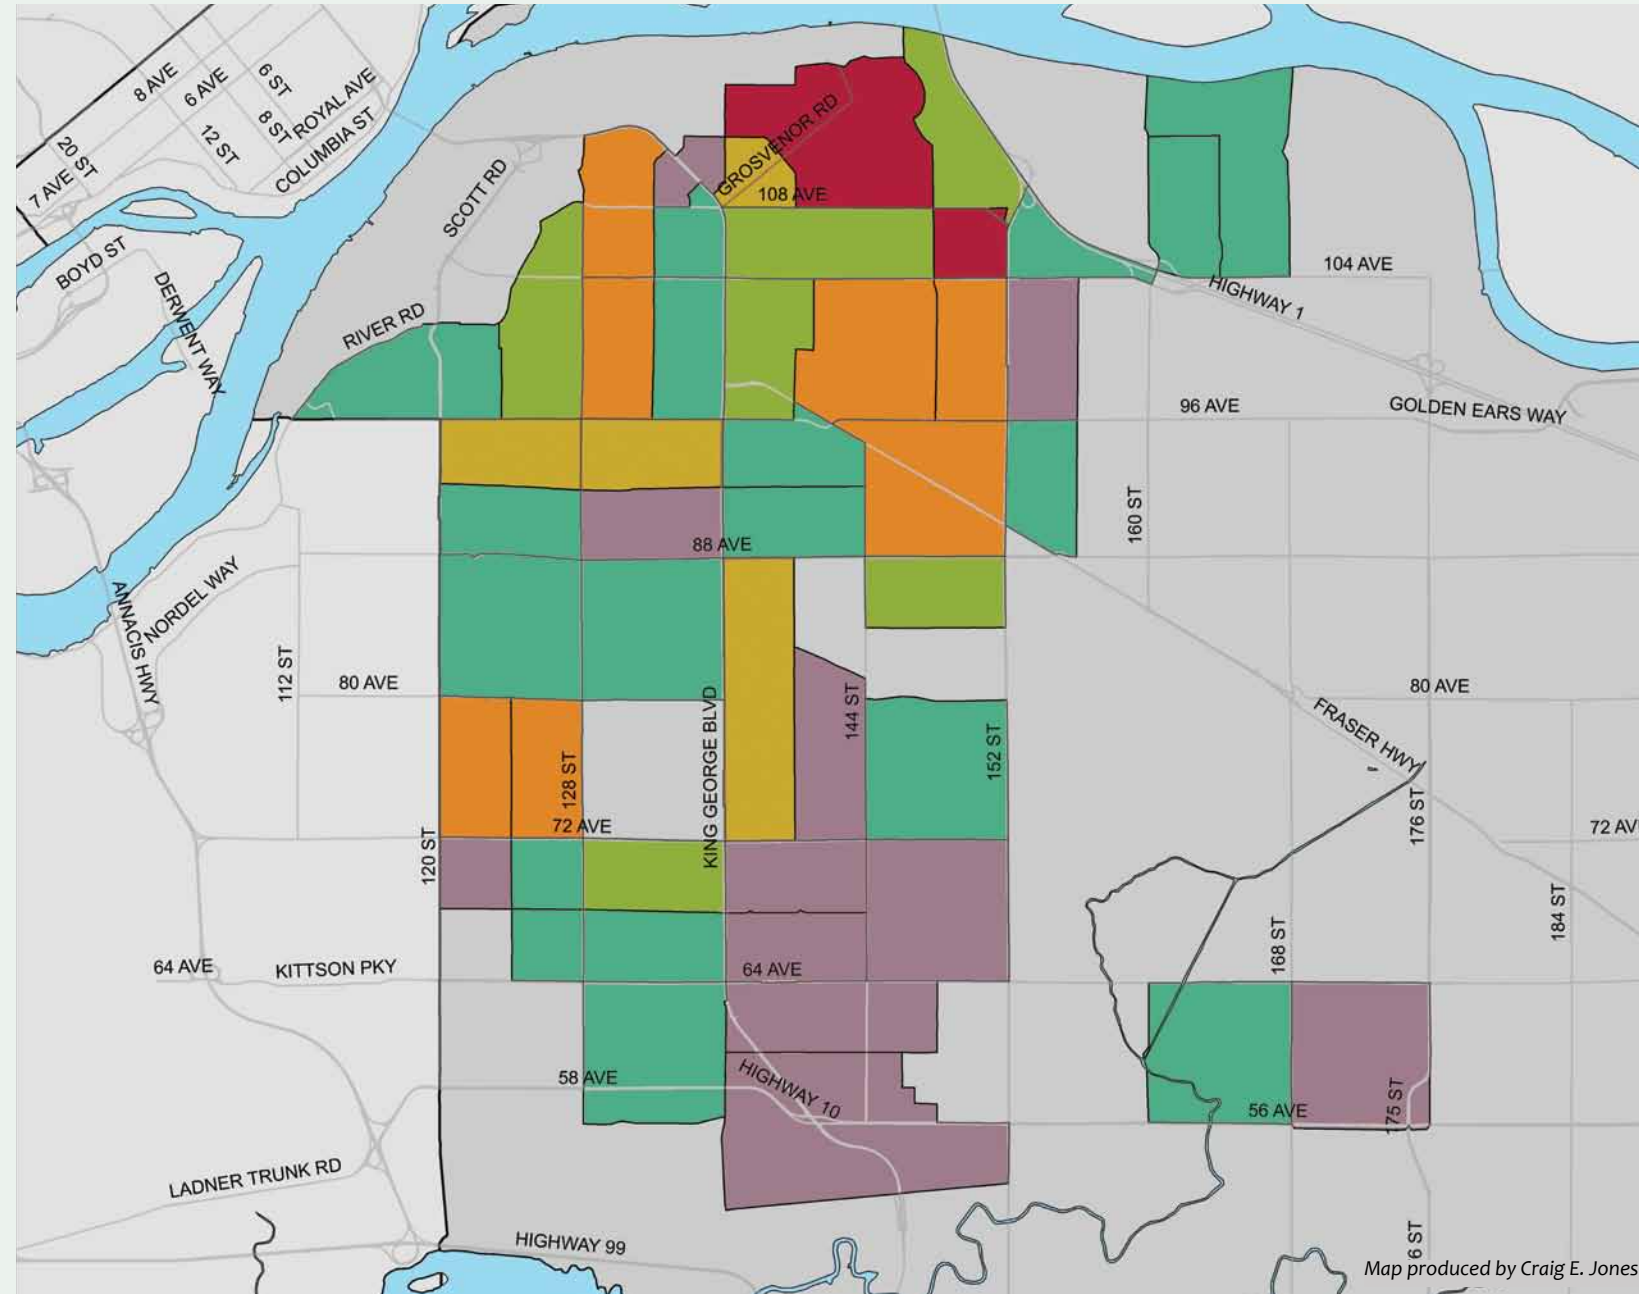 8 AVE
6 AVE
6 ST
ROYAL AVE
8 ST
COLUMBIA ST
12 ST
20 ST
7 AVE
SCOTT RD
GROSVENOR RD
108 AVE
BOYD ST
DERWENT WAY
RIVER RD
104 AVE
HIGHWAY 1
96 AVE
GOLDEN EARS WAY
160 ST
88 AVE
NORDEL WAY
ANNACIS HWY
112 ST
80 AVE
KING GEORGE BLVD
144 ST
152 ST
80 AVE
FRASER HWY
128 ST
72 AVE
120 ST
176 ST
72 AV
184 ST
168 ST
64 AVE
KITTSON PKY
64 AVE
58 AVE
HIGHWAY 10
56 AVE
175 ST
LADNER TRUNK RD
HIGHWAY 99
6 ST
Map produced by Craig E. Jones